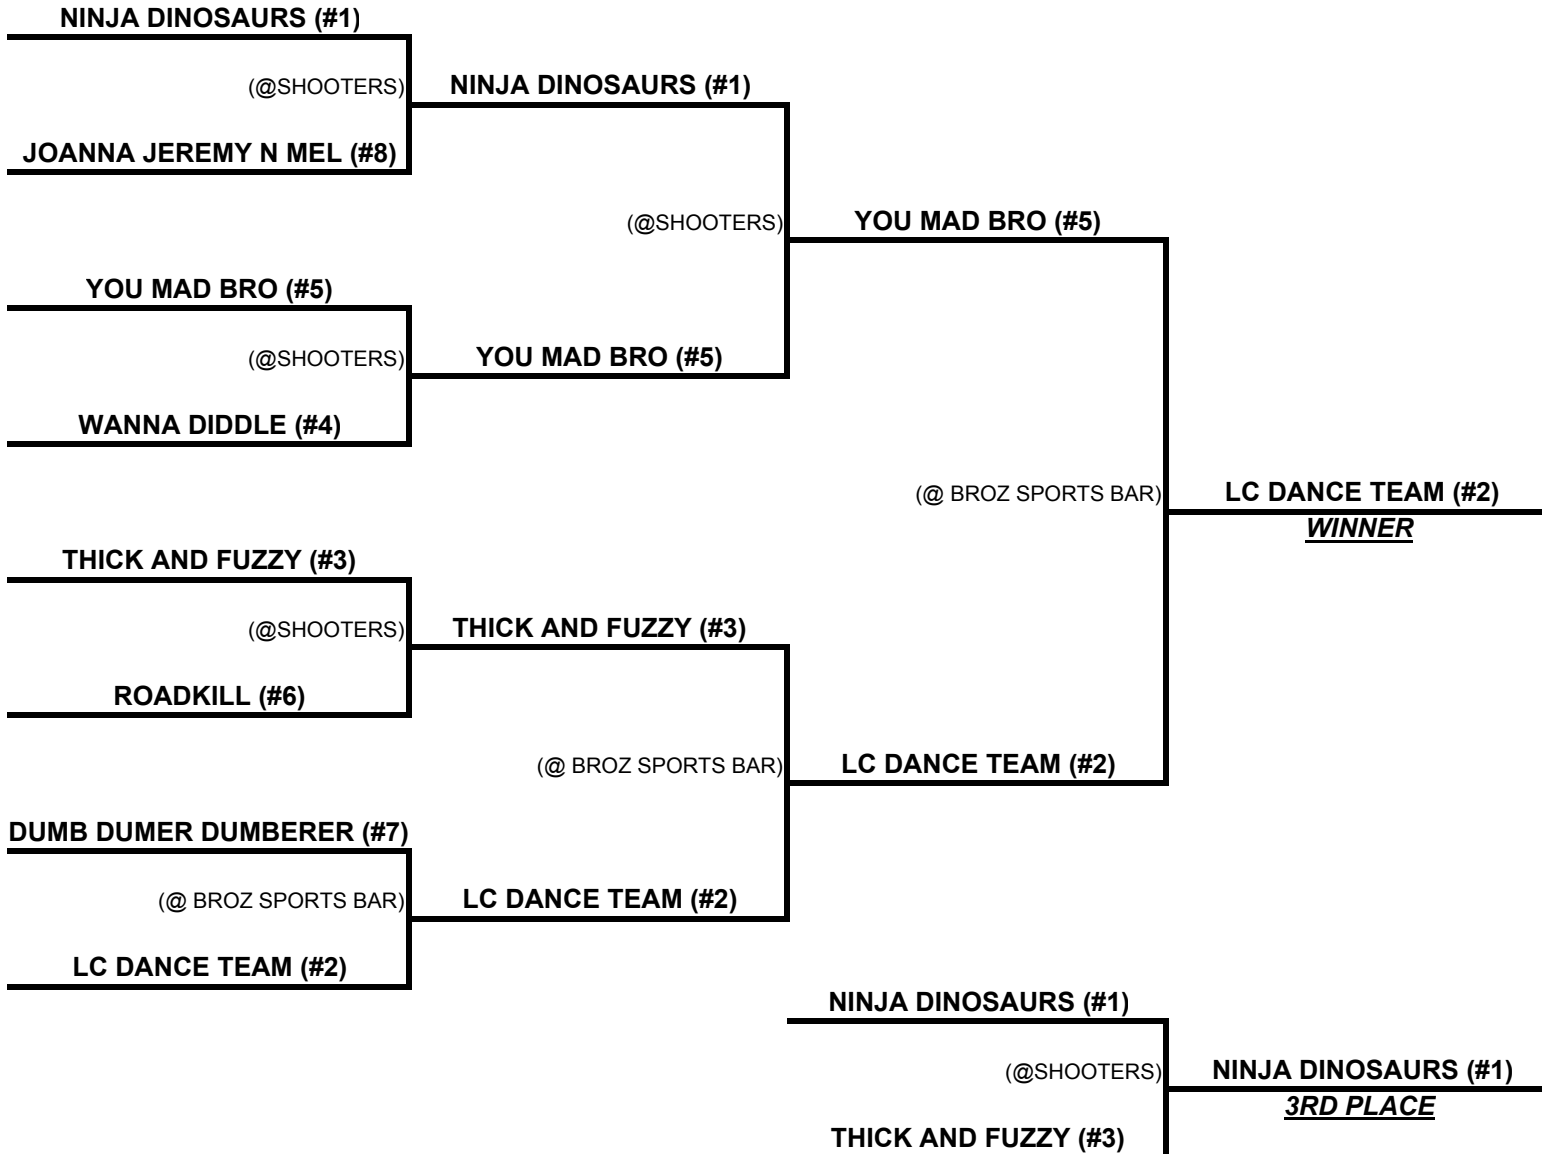 NINJA DINOSAURS (#1)
(@SHOOTERS)
NINJA DINOSAURS (#1)
JOANNA JEREMY N MEL (#8)
(@SHOOTERS)
YOU MAD BRO (#5)
YOU MAD BRO (#5)
(@SHOOTERS)
YOU MAD BRO (#5)
WANNA DIDDLE (#4)
(@ BROZ SPORTS BAR)
LC DANCE TEAM (#2)
WINNER
THICK AND FUZZY (#3)
(@SHOOTERS)
THICK AND FUZZY (#3)
ROADKILL (#6)
(@ BROZ SPORTS BAR)
LC DANCE TEAM (#2)
DUMB DUMER DUMBERER (#7)
(@ BROZ SPORTS BAR)
LC DANCE TEAM (#2)
LC DANCE TEAM (#2)
NINJA DINOSAURS (#1)
(@SHOOTERS)
NINJA DINOSAURS (#1)
3RD PLACE
THICK AND FUZZY (#3)